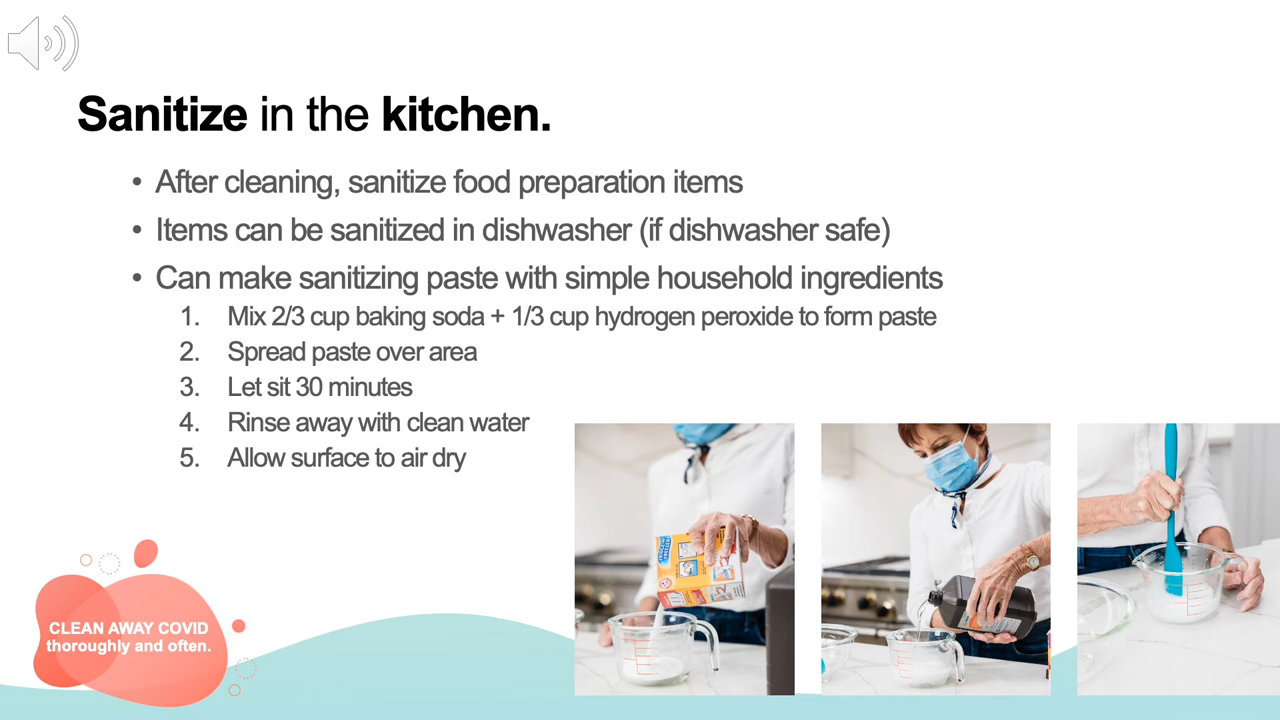 Sanitize in the kitchen.
• After cleaning, sanitize food preparation items
• Items can be sanitized in dishwasher (if dishwasher safe)
• Can make sanitizing paste with simple household ingredients
1. Mix 2/3 cup baking soda + 1/3 cup hydrogen peroxide to form paste
2. Spread paste over area
3. Let sit 30 minutes
4. Rinse away with clean water
5. Allow surface to air dry
CLEAN AWAY COVID
thoroughly and often.